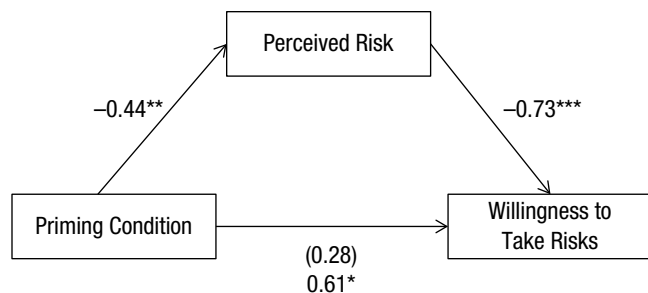 Perceived Risk
–0.44**
–0.73***
Priming Condition
Willingness to
Take Risks
(0.28)
0.61*